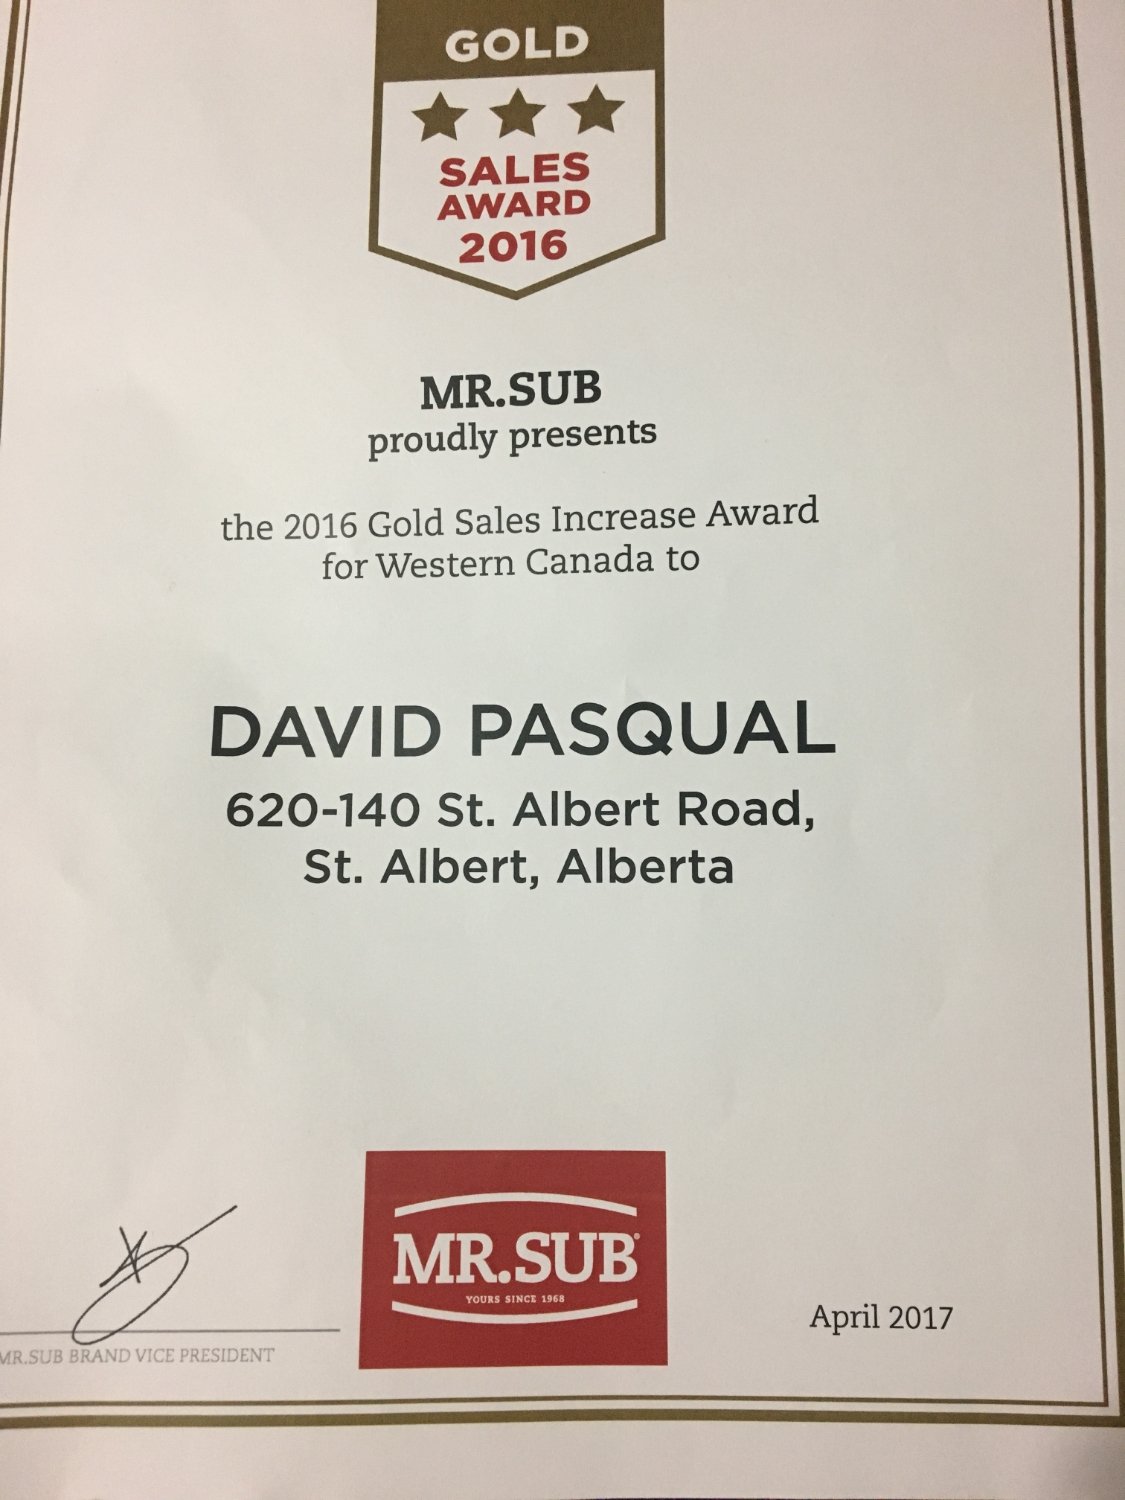 GOLD
SALES
AWARD
2016
MR.SUB
proudly presents
the 2016 Gold Sales Increase Award
for Western Canada to
DAVID PASQUAL
620-140 St. Albert Road,
St. Albert, Alberta
MR.SUB®
YOURS SINCE 1968
April 2017
MR.SUB BRAND VICE PRESIDENT